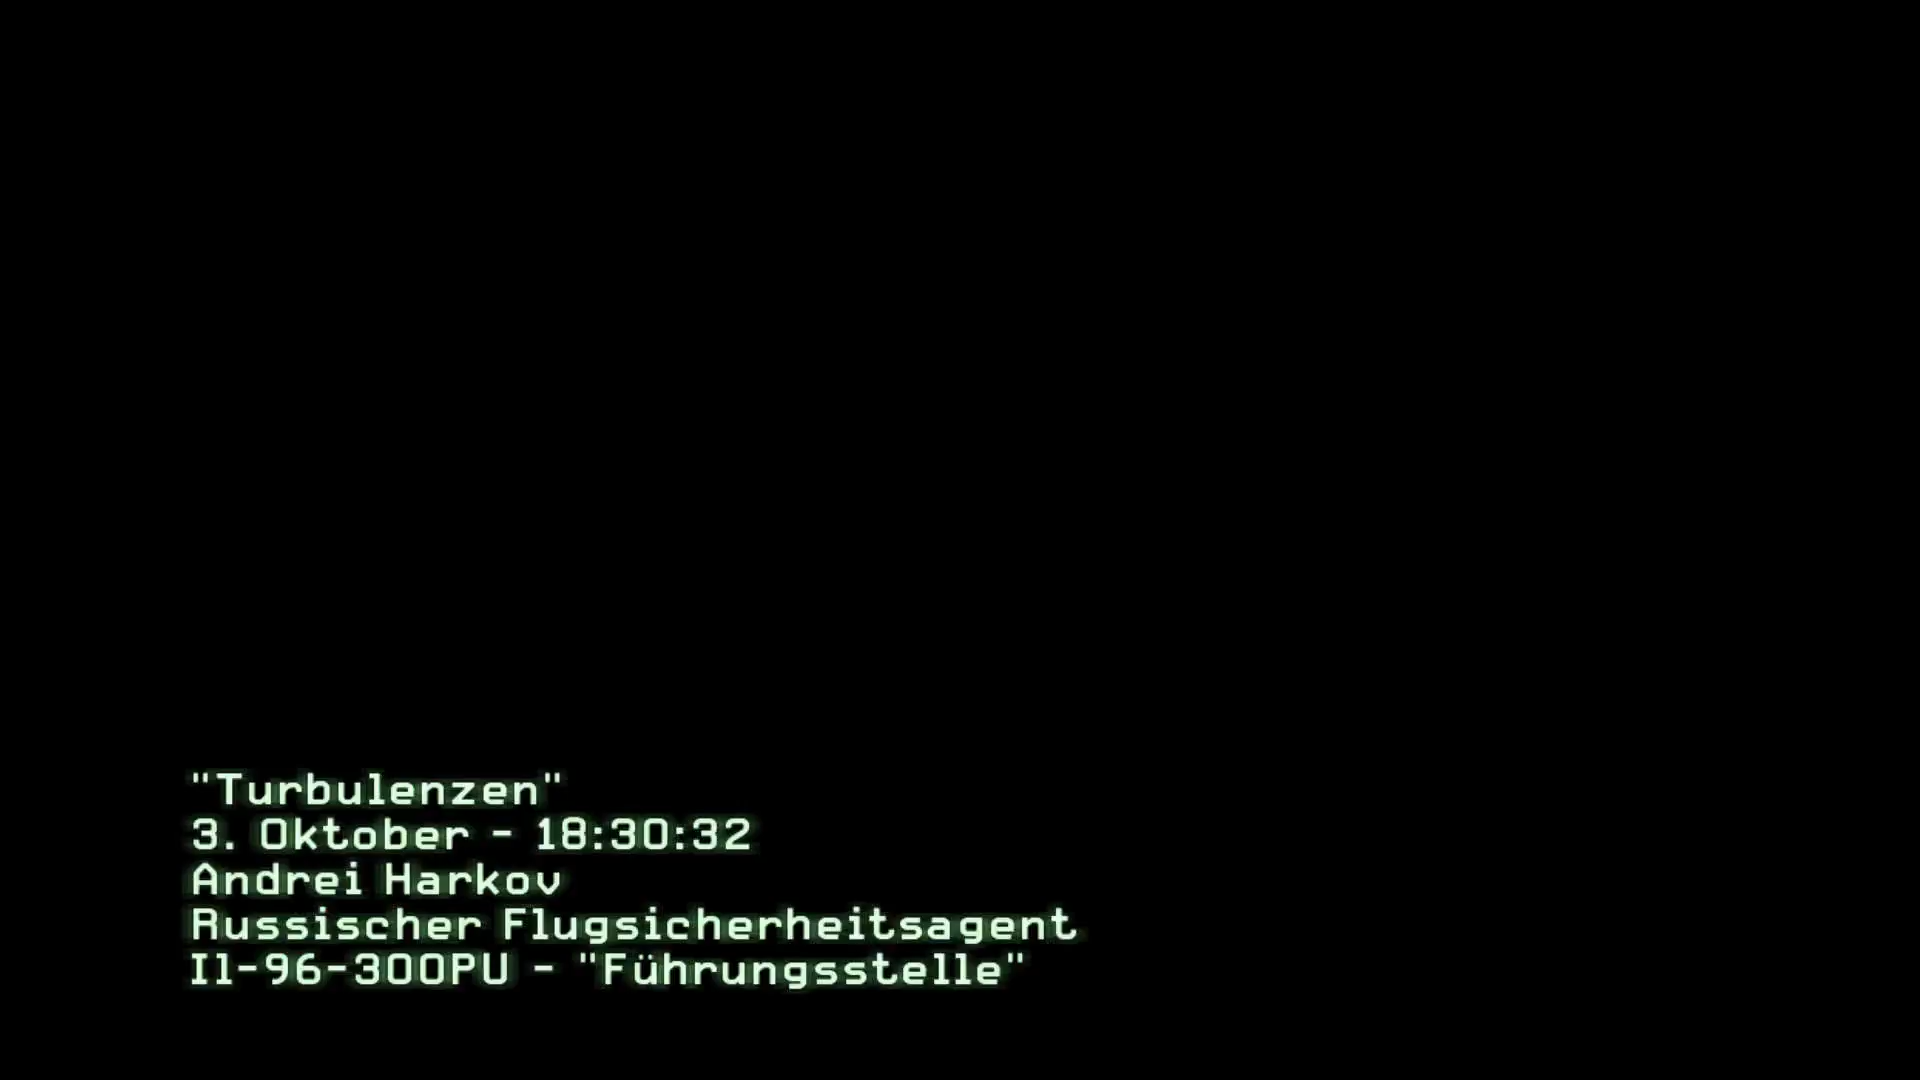 "Turbulenzen"
3. Oktober - 18:30:32
Andrei Harkov
Russischer Flugsicherheitsagent
Il-96-300PU - "Führungsstelle"